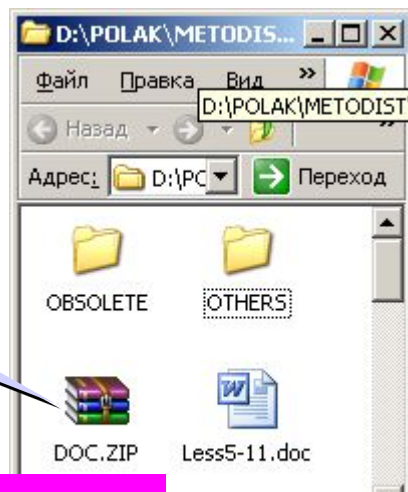 D:\POLAK\METODIS...
Файл Правка Вид »
D:\POLAK\METODIST
Назад »
Адрес: D:\PC Переход
OBSOLETE OTHERS
DOC.ZIP Less5-11.doc